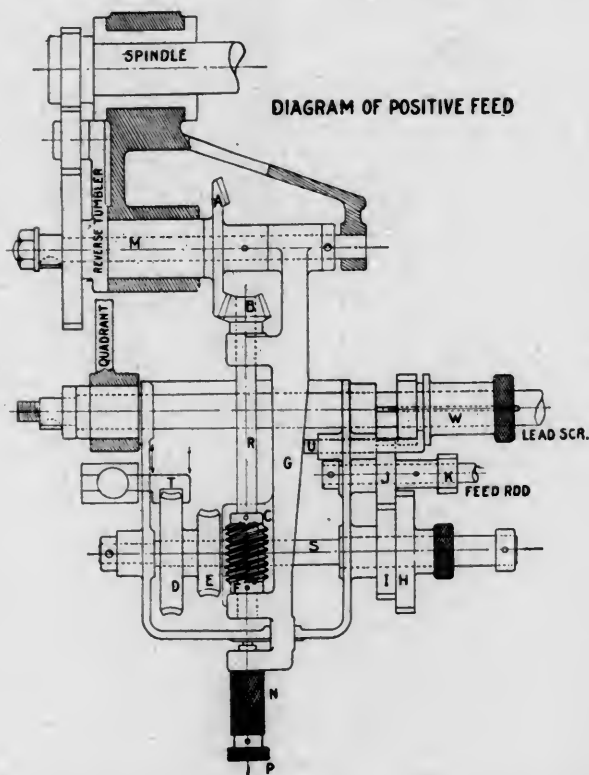 SPINDLE
DIAGRAM OF POSITIVE FEED
A
REVERSE TUMBLER
M
B
QUADRANT
W
LEAD SCR.
R
G
U
J
K
FEED ROD
T
C
S
D
E
F
I
H
N
P